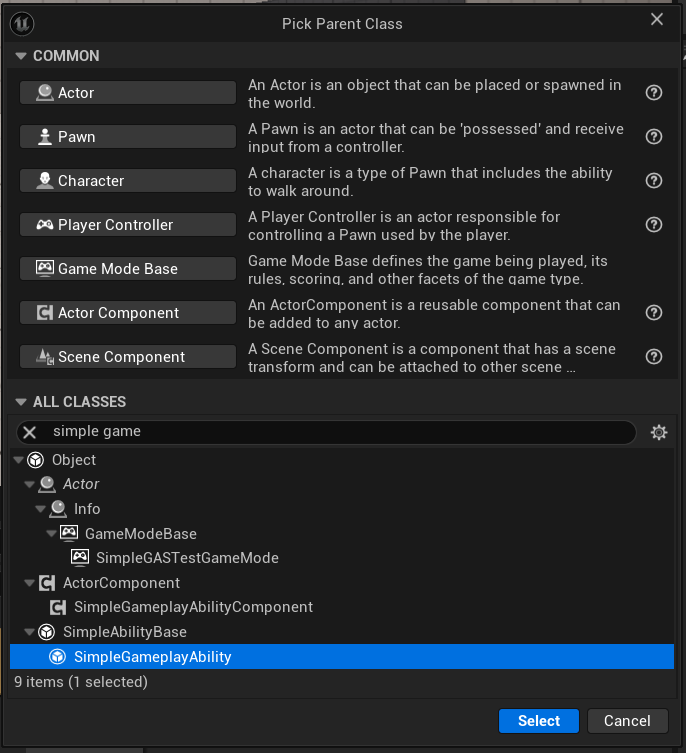 Pick Parent Class
COMMON
Actor
An Actor is an object that can be placed or spawned in
the world.
Pawn
A Pawn is an actor that can be 'possessed' and receive
input from a controller.
Character
A character is a type of Pawn that includes the ability
to walk around.
Player Controller
A Player Controller is an actor responsible for
controlling a Pawn used by the player.
Game Mode Base
Game Mode Base defines the game being played, its
rules, scoring, and other facets of the game type.
Actor Component
An ActorComponent is a reusable component that can
be added to any actor.
Scene Component
A Scene Component is a component that has a scene
transform and can be attached to other scene ...
ALL CLASSES
simple game
Object
Actor
Info
GameModeBase
SimpleGASTestGameMode
ActorComponent
SimpleGameplayAbilityComponent
SimpleAbilityBase
SimpleGameplayAbility
9 items (1 selected)
Select
Cancel